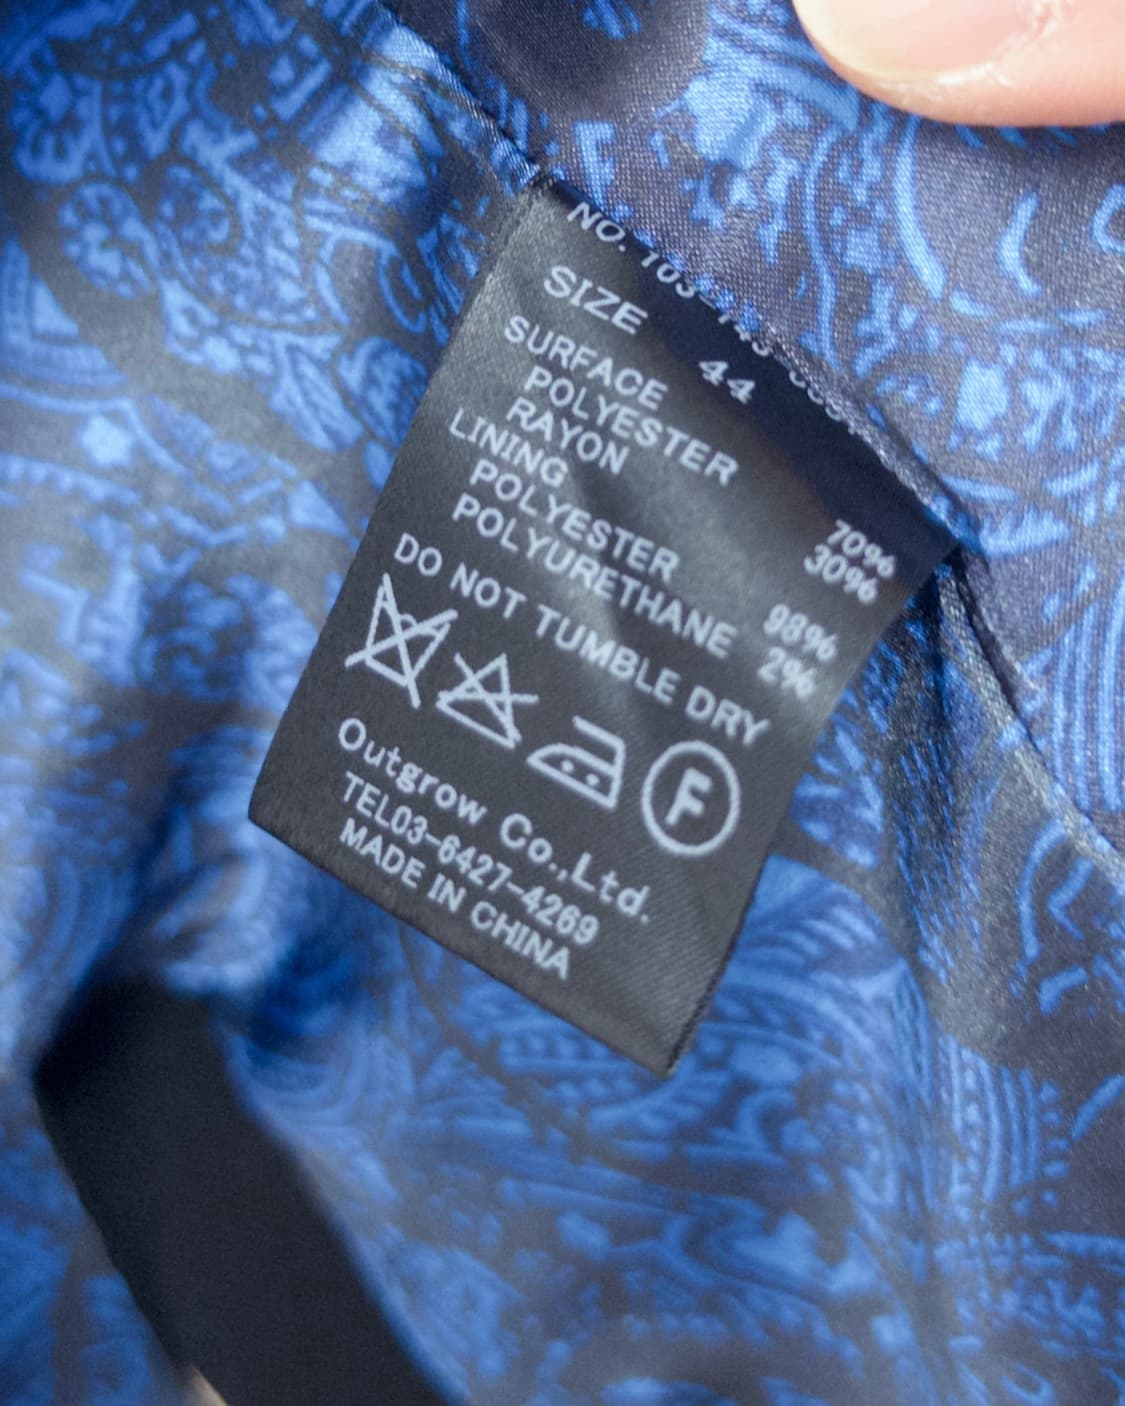 SIZE 44
SURFACE
POLYESTER 70%
RAYON 30%
LINING
POLYESTER 98%
POLYURETHANE 2%
DO NOT TUMBLE DRY
F
Outgrow Co.,Ltd.
TEL03-6427-4269
MADE IN CHINA